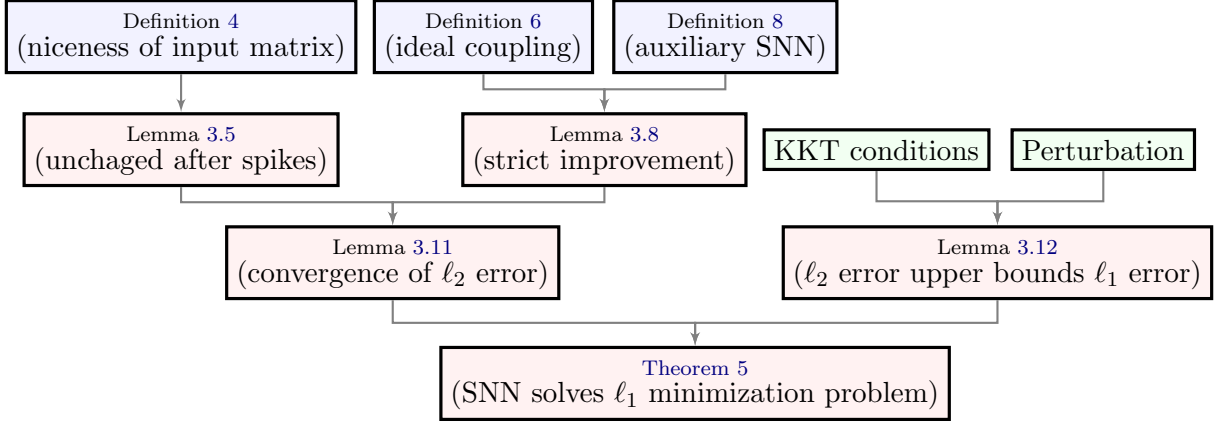 Definition 4
(niceness of input matrix)
Definition 6
(ideal coupling)
Definition 8
(auxiliary SNN)
Lemma 3.5
(unchaged after spikes)
Lemma 3.8
(strict improvement)
KKT conditions
Perturbation
Lemma 3.11
(convergence of ℓ₂ error)
Lemma 3.12
(ℓ₂ error upper bounds ℓ₁ error)
Theorem 5
(SNN solves ℓ₁ minimization problem)